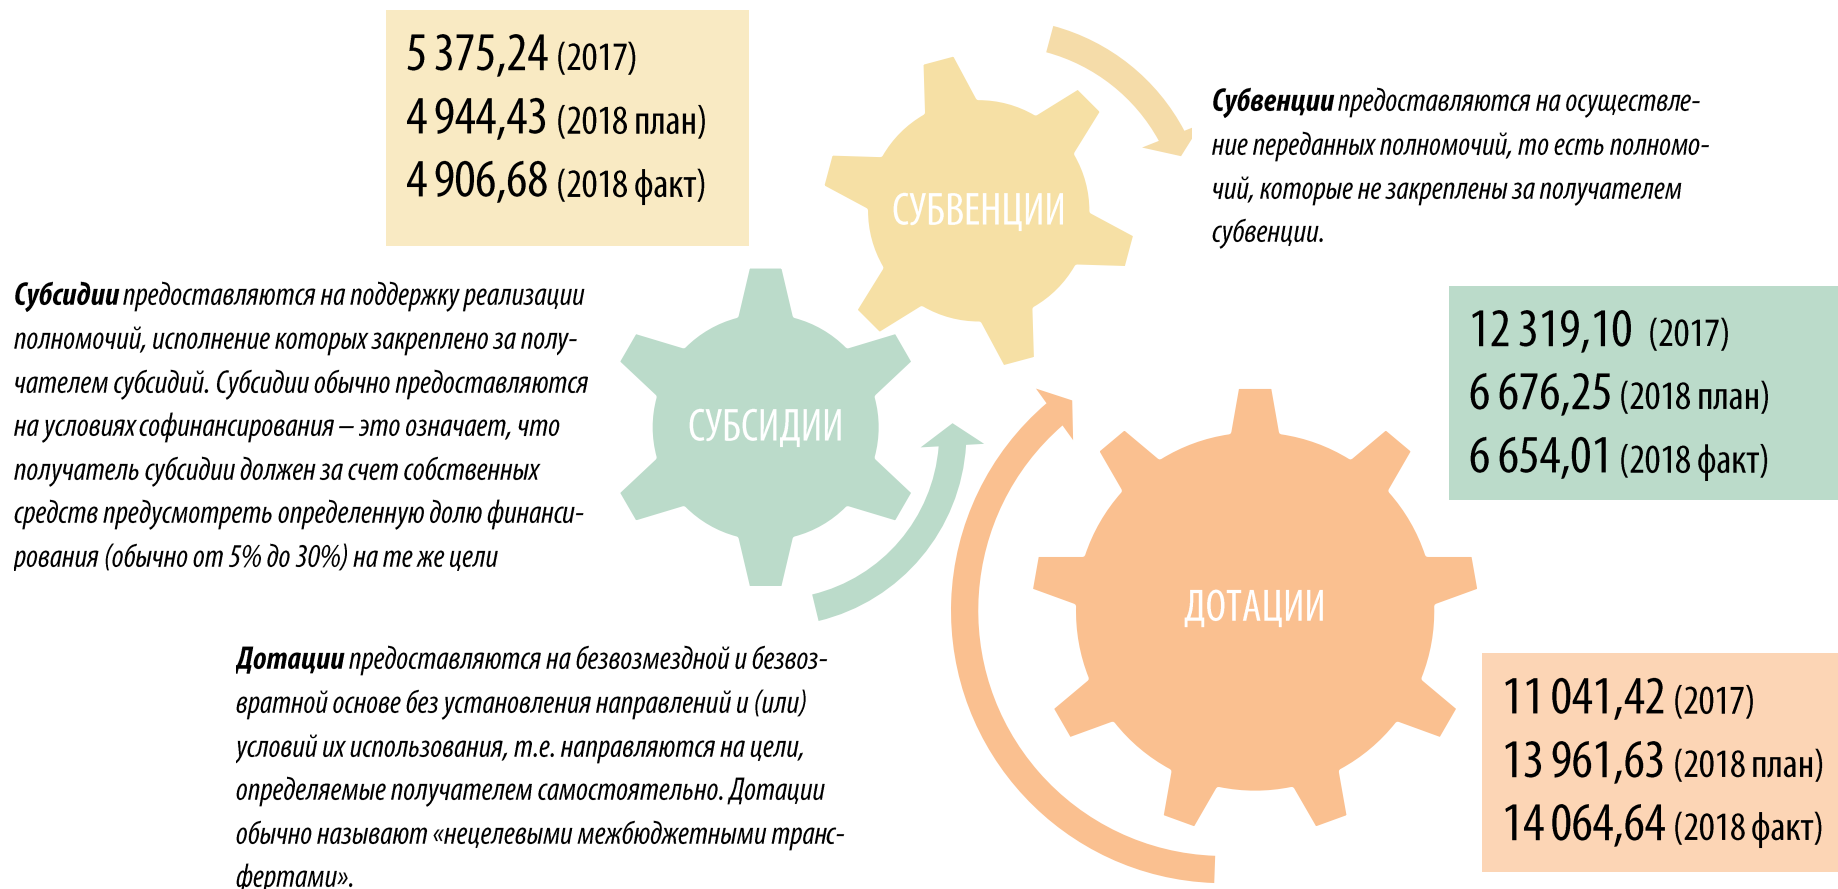 5 375,24 (2017)
4 944,43 (2018 план)
4 906,68 (2018 факт)
СУБВЕНЦИИ
Субвенции предоставляются на осуществле-
ние переданных полномочий, то есть полномо-
чий, которые не закреплены за получателем
субвенции.
Субсидии предоставляются на поддержку реализации
полномочий, исполнение которых закреплено за полу-
чателем субсидий. Субсидии обычно предоставляются
на условиях софинансирования – это означает, что
получатель субсидии должен за счет собственных
средств предусмотреть определенную долю финанси-
рования (обычно от 5% до 30%) на те же цели
СУБСИДИИ
12 319,10 (2017)
6 676,25 (2018 план)
6 654,01 (2018 факт)
ДОТАЦИИ
Дотации предоставляются на безвозмездной и безвоз-
вратной основе без установления направлений и (или)
условий их использования, т.е. направляются на цели,
определяемые получателем самостоятельно. Дотации
обычно называют «нецелевыми межбюджетными транс-
фертами».
11 041,42 (2017)
13 961,63 (2018 план)
14 064,64 (2018 факт)